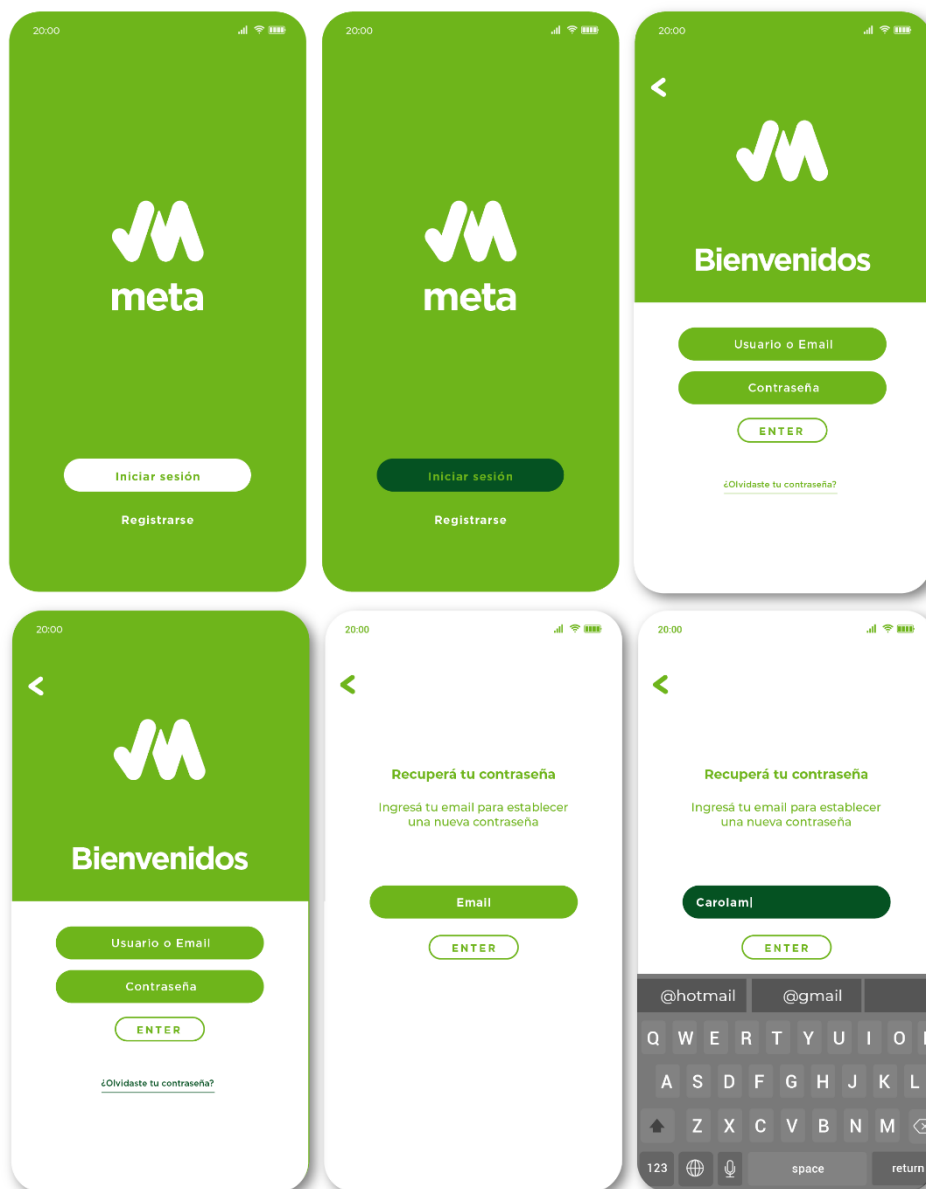 20:00
meta
Iniciar sesión
Registrarse
20:00
meta
Iniciar sesión
Registrarse
20:00
Bienvenidos
Usuario o Email
Contraseña
ENTER
¿Olvidaste tu contraseña?
20:00
Bienvenidos
Usuario o Email
Contraseña
ENTER
¿Olvidaste tu contraseña?
20:00
Recuperá tu contraseña
Ingresá tu email para establecer
una nueva contraseña
Email
ENTER
20:00
Recuperá tu contraseña
Ingresá tu email para establecer
una nueva contraseña
Carolam
ENTER
@hotmail @gmail
Q W E R T Y U I O
A S D F G H J K L
Z X C V B N M
123 space return